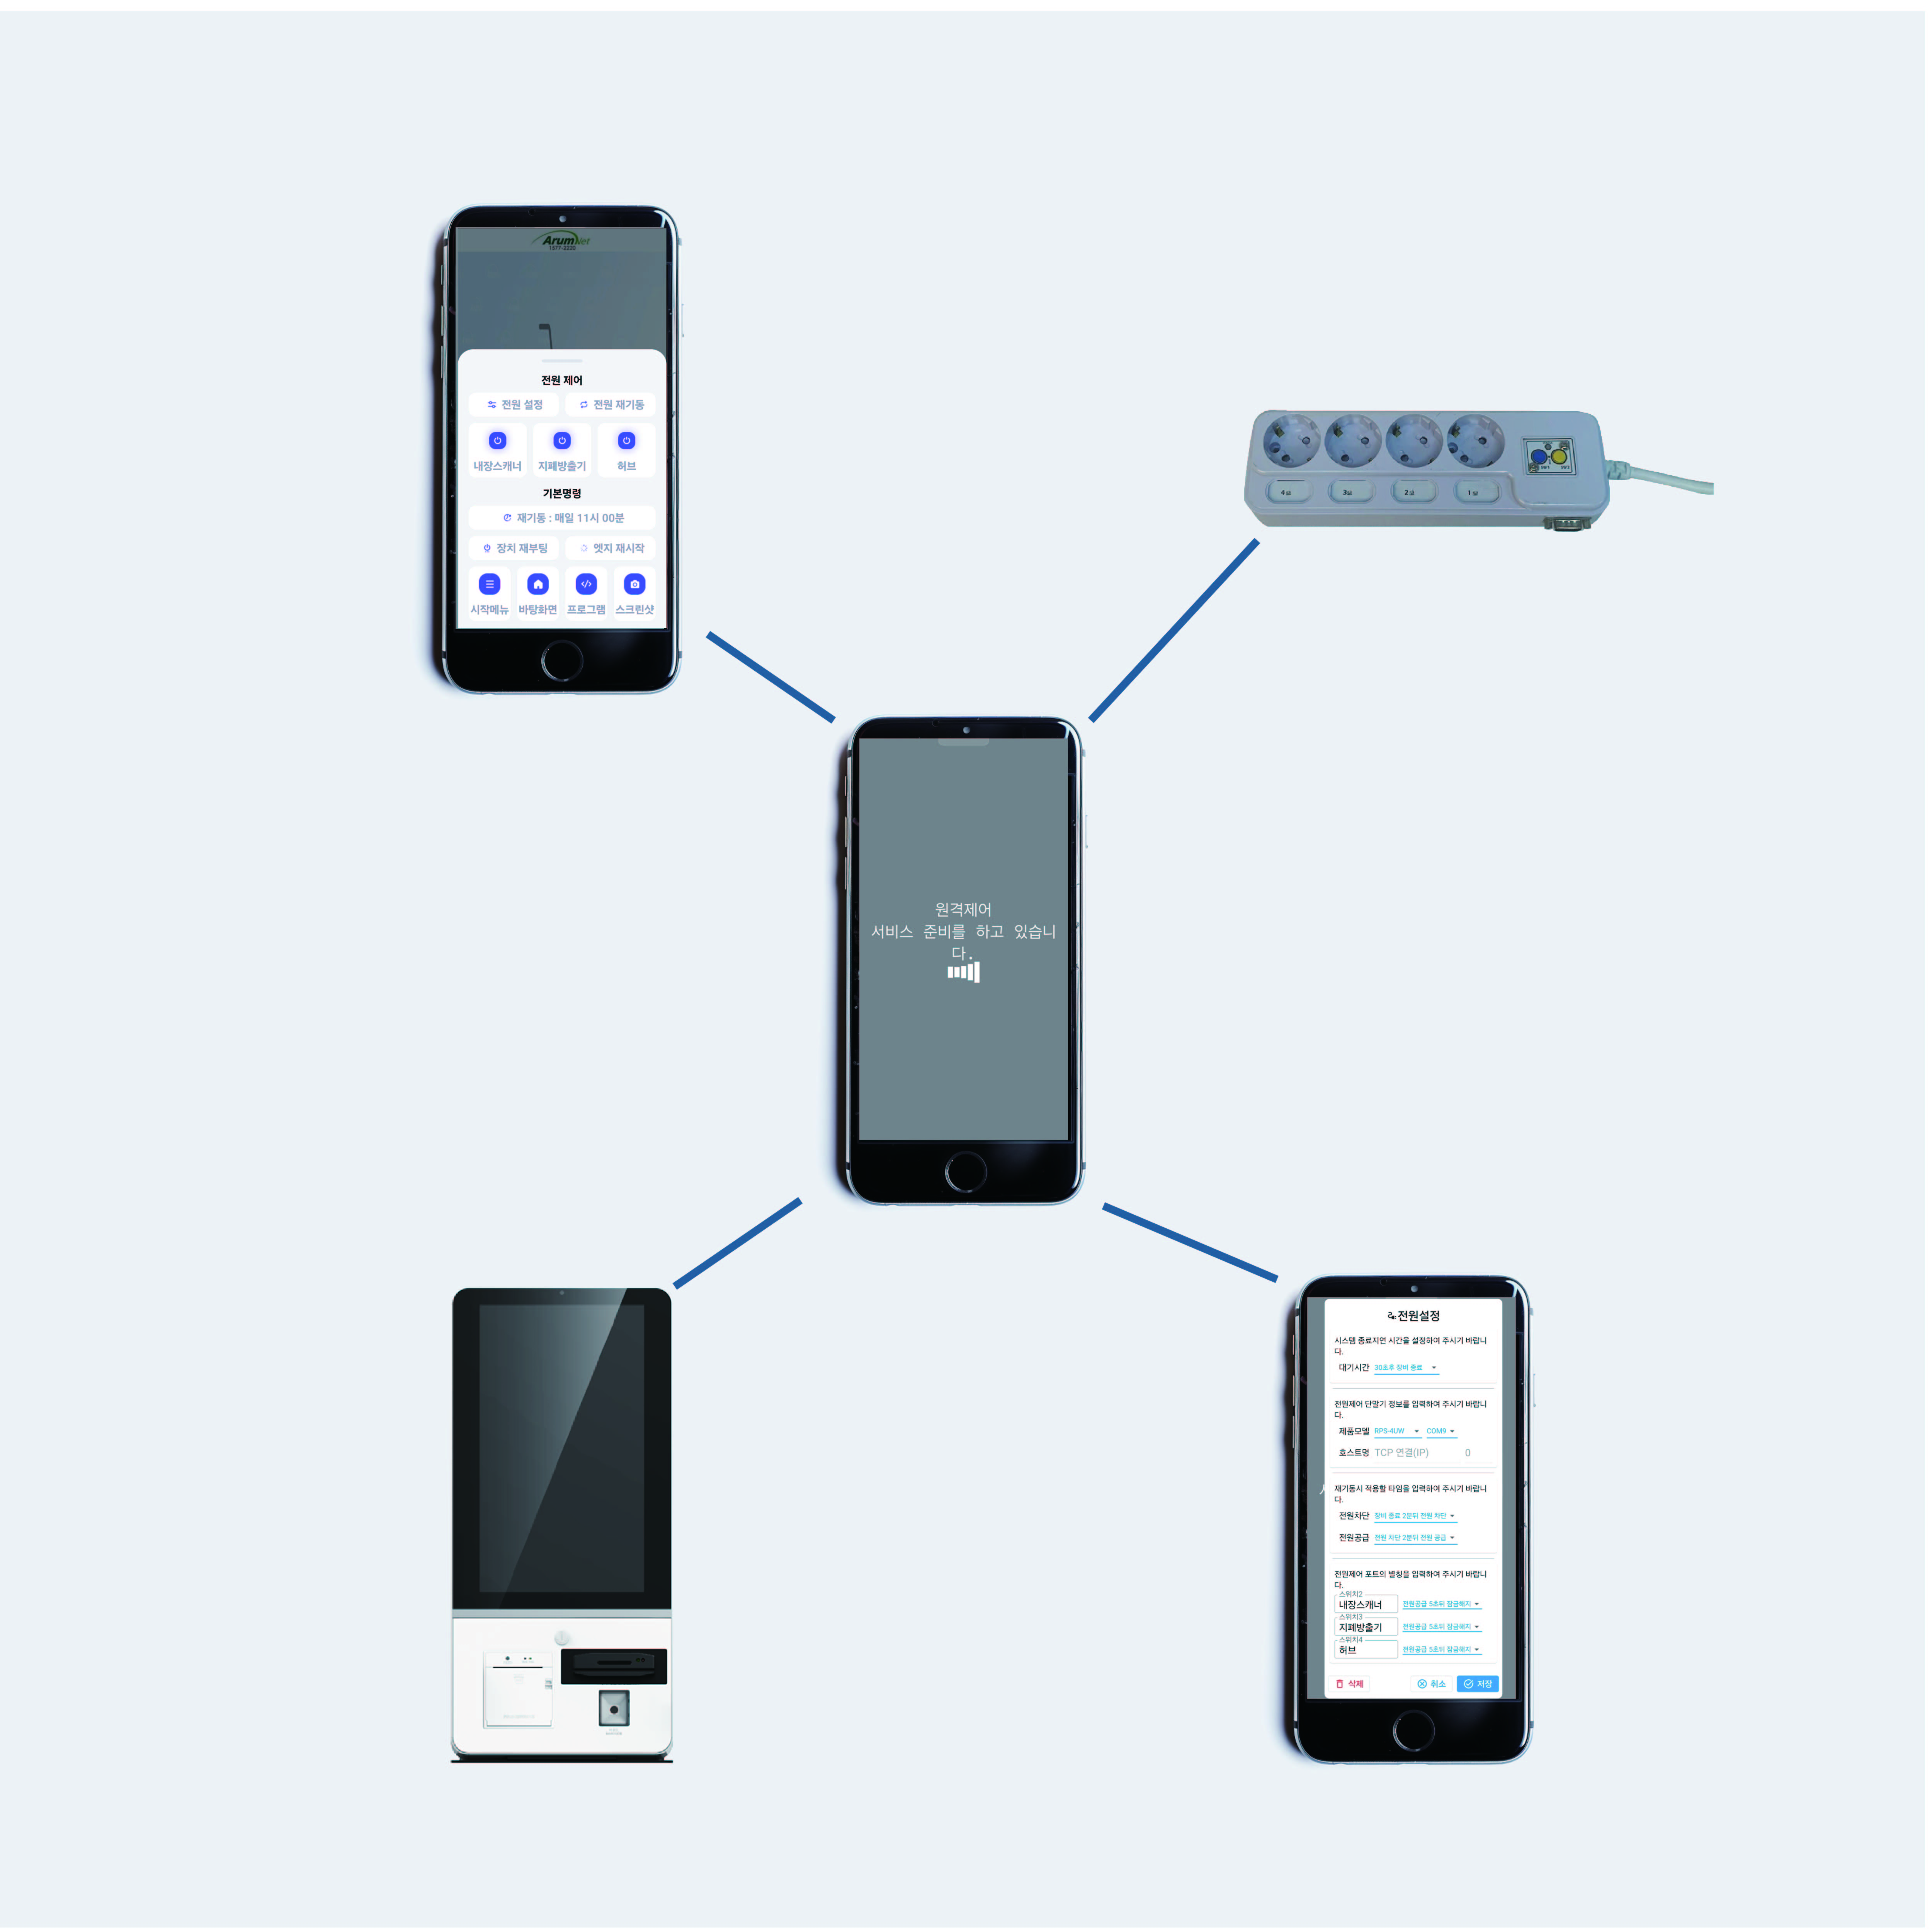 ArumNet
1577-2220
전원 제어
전원 설정
전원 재기동
내장스캐너
지폐방출기
허브
기본명령
재기동 : 매일 11시 00분
장치 재부팅
엣지 재시작
시작메뉴
바탕화면
프로그램
스크린샷
4구
3구
2구
1구
원격제어
서비스 준비를 하고 있습니
다.
전원설정
시스템 종료지연 시간을 설정하여 주시기 바랍니
다.
대기시간 30초후 장비 종료
전원제어 단말기 정보를 입력하여 주시기 바랍니
다.
제품모델 RPS-4UW COM9
호스트명 TCP 연결(IP) 0
재기동시 적용할 타임을 입력하여 주시기 바랍니
다.
전원차단 장비 종료 2분뒤 전원 차단
전원공급 전원 차단 2분뒤 전원 공급
전원제어 포트의 별칭을 입력하여 주시기 바랍니
다.
스위치2
내장스캐너 전원공급 5초뒤 잠금해지
스위치3
지폐방출기 전원공급 5초뒤 잠금해지
스위치4
허브 전원공급 5초뒤 잠금해지
삭제
취소
저장